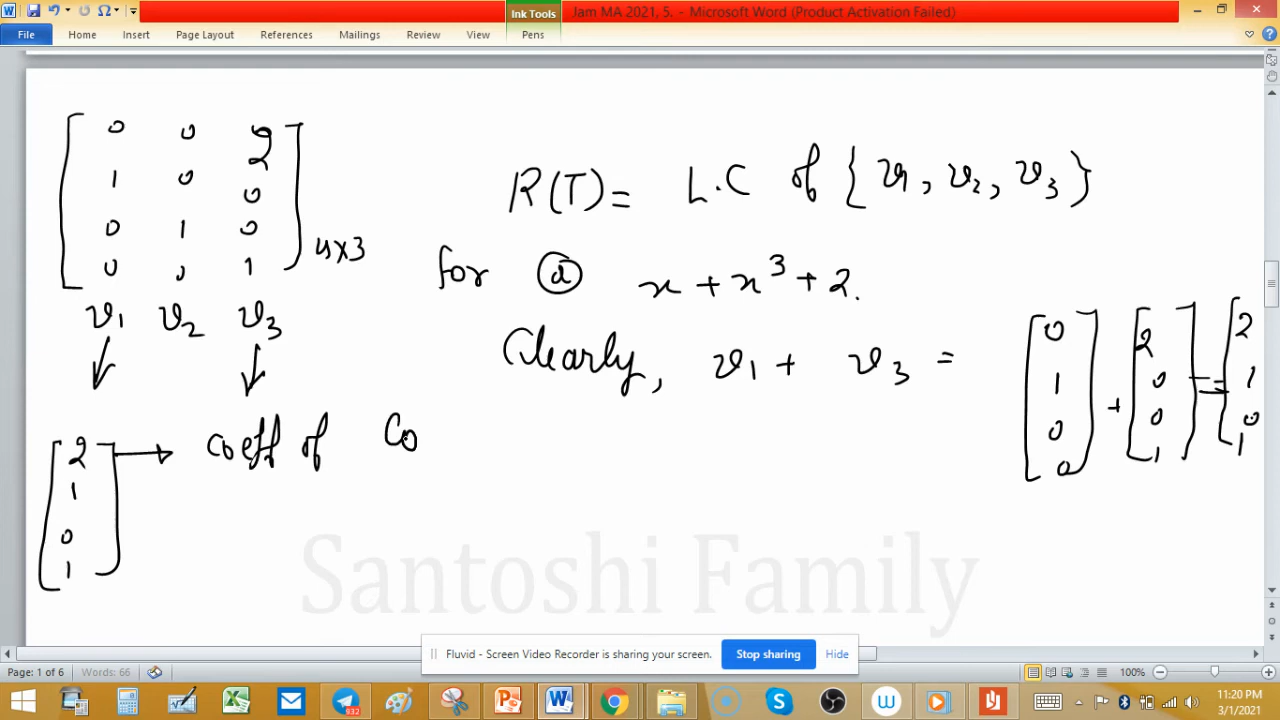 Ink Tools
Jam MA 2021, 5. - Microsoft Word (Product Activation Failed)
File Home Insert Page Layout References Mailings Review View Pens
0 0 2
1 0 0
0 1 0
0 0 1
4x3
v1 v2 v3
R(T) = L.C of {v1, v2, v3}
for a x + x^3 + 2.
Clearly, v1 + v3 = [0 1 0 0] + [2 0 0 1] = [2 1 0 1]
[2 1 0 1] → Coeff of Co
Santoshi Family
Fluvid - Screen Video Recorder is sharing your screen. Stop sharing Hide
Page: 1 of 6 Words: 66 100%
932
11:20 PM
3/1/2021